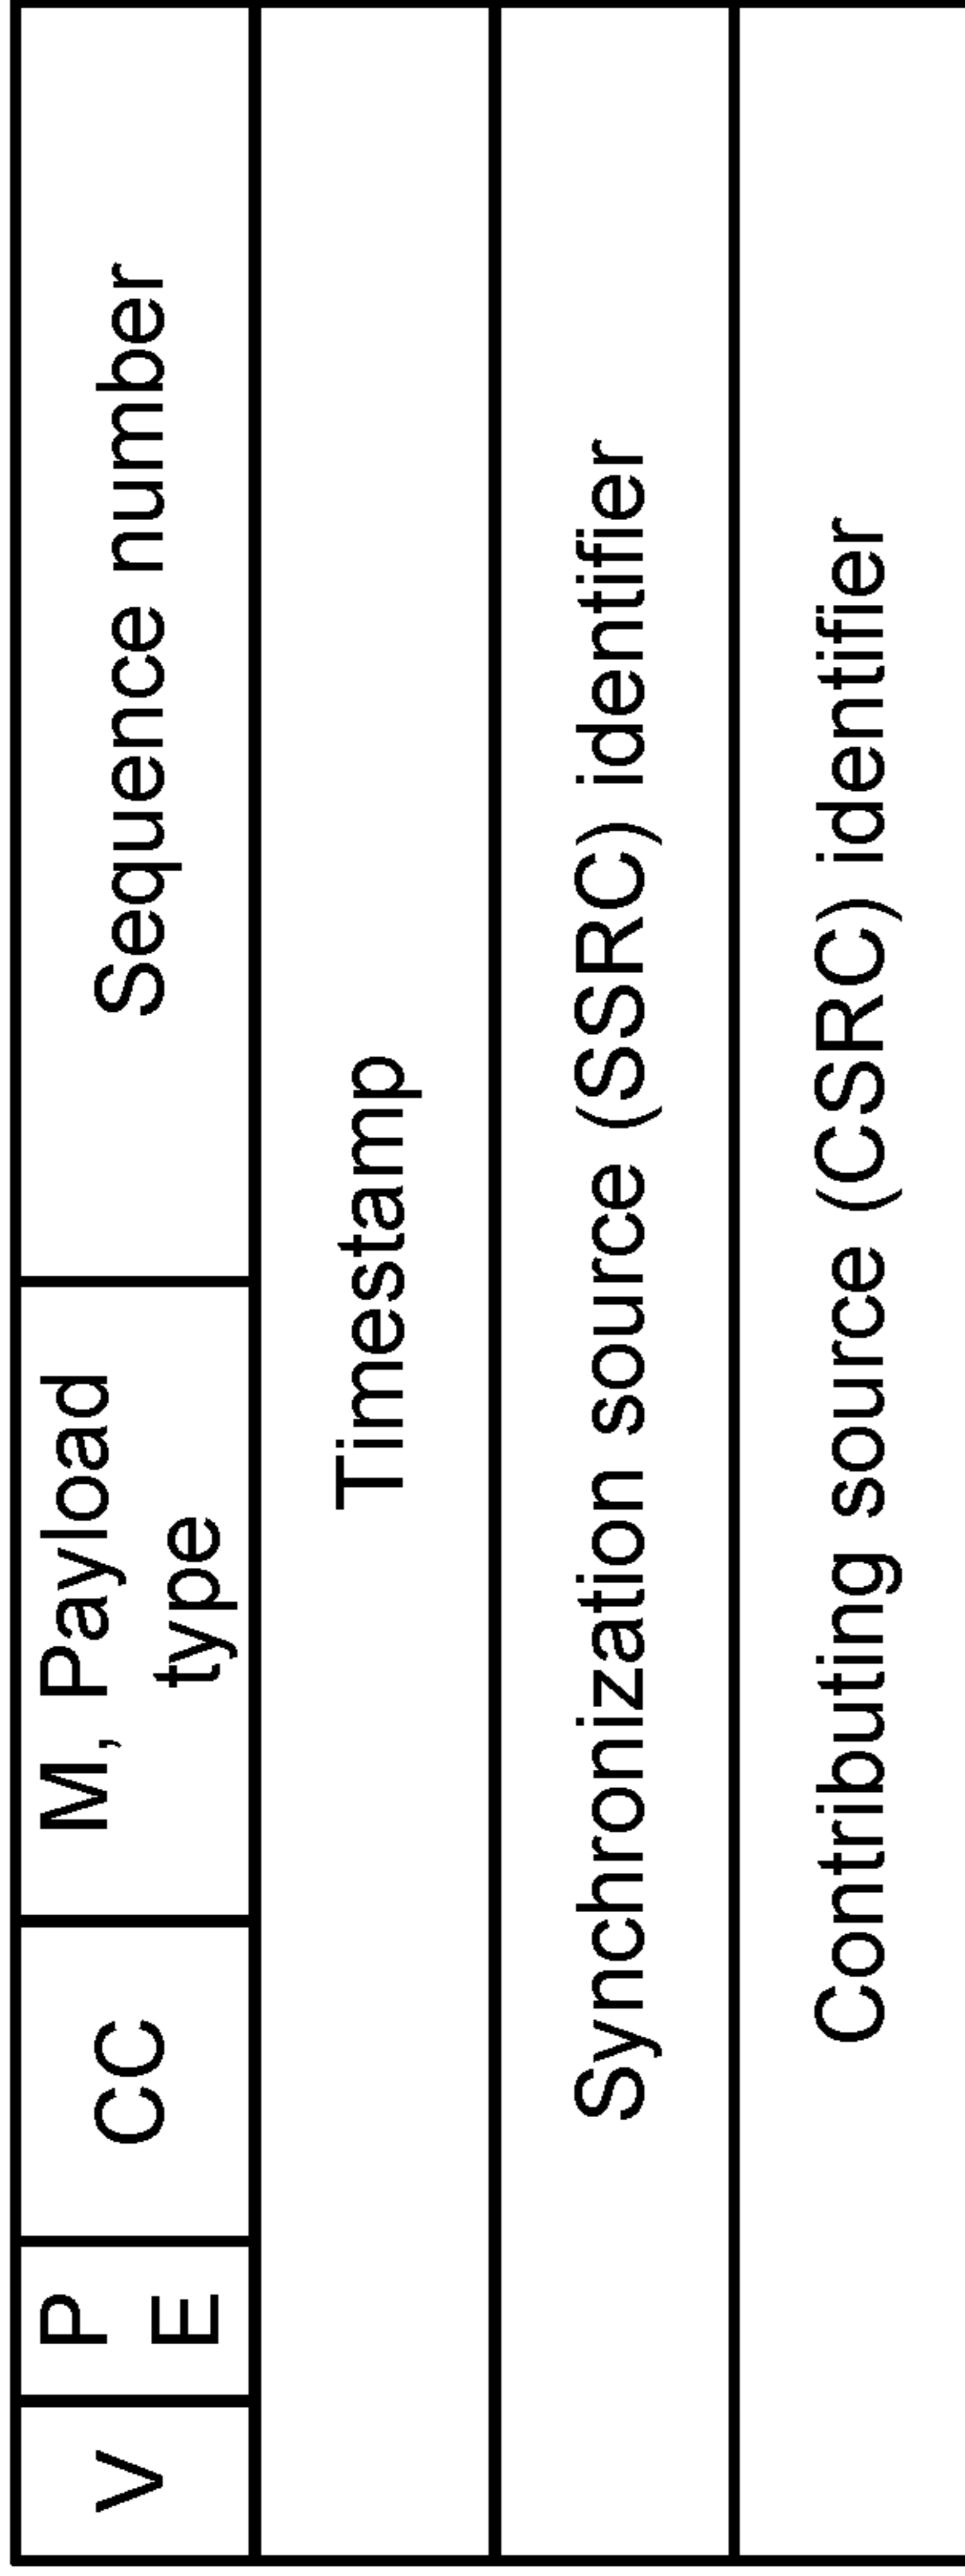 V
P
E
CC
M, Payload
type
Sequence number
Timestamp
Synchronization source (SSRC) identifier
Contributing source (CSRC) identifier